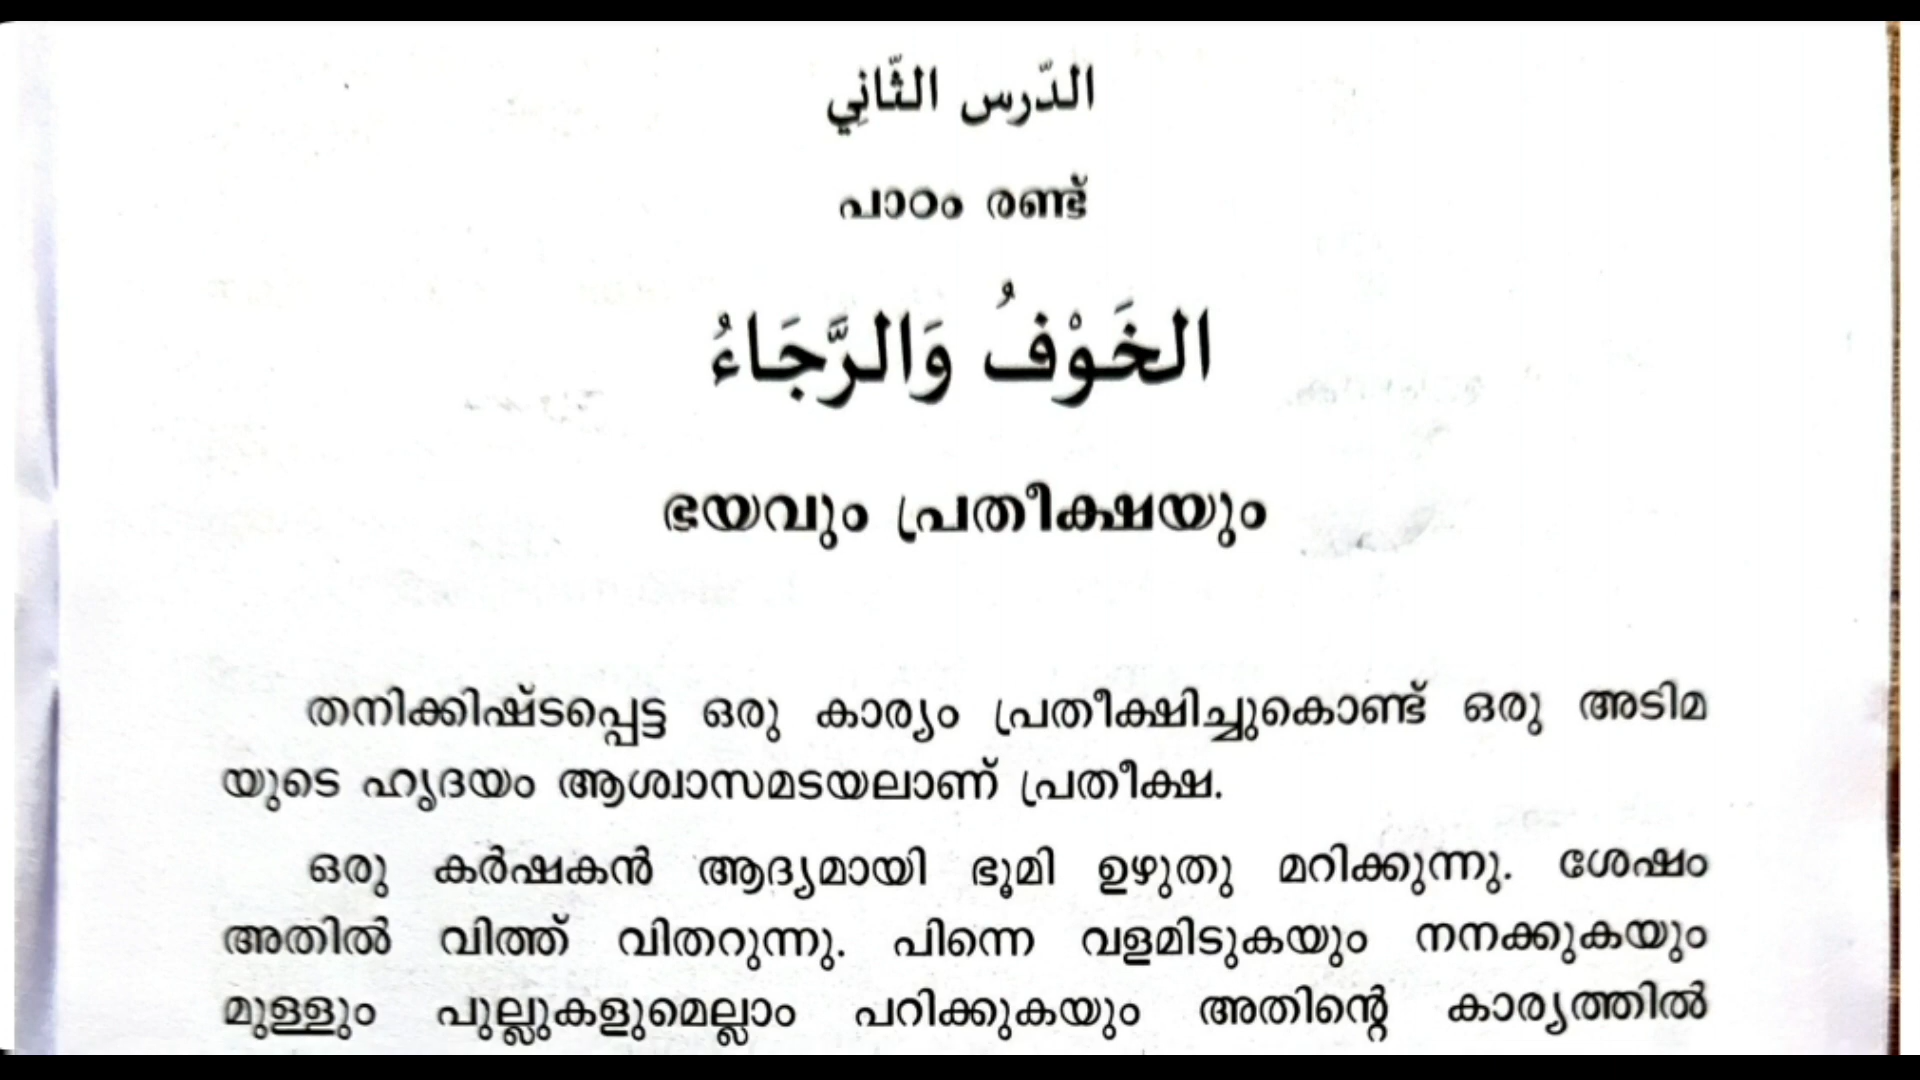 الدّرس الثّانِي
പാഠം രണ്ട്
الخَوْفُ وَالرَّجَاءُ
ഭയവും പ്രതീക്ഷയും
തനിക്കിഷ്ടപ്പെട്ട ഒരു കാര്യം പ്രതീക്ഷിച്ചുകൊണ്ട് ഒരു അടിമ
യുടെ ഹൃദയം ആശ്വാസമടയലാണ് പ്രതീക്ഷ.
ഒരു കർഷകൻ ആദ്യമായി ഭൂമി ഉഴുതു മറിക്കുന്നു. ശേഷം
അതിൽ വിത്ത് വിതറുന്നു. പിന്നെ വളമിടുകയും നനക്കുകയും
മുള്ളും പുല്ലുകളുമെല്ലാം പറിക്കുകയും അതിന്റെ കാര്യത്തിൽ